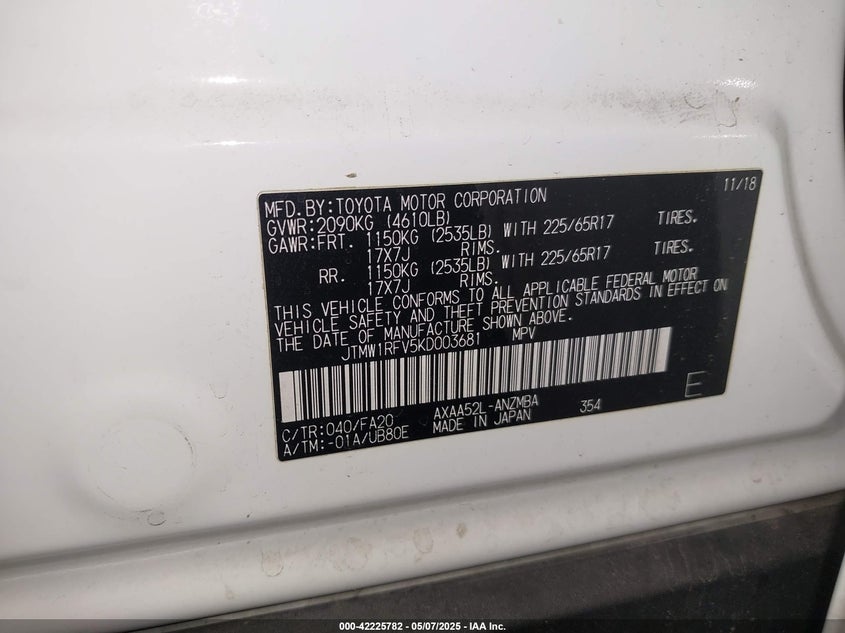 11/18
MFD.BY:TOYOTA MOTOR CORPORATION
GVWR:2090KG (4610LB)
GAWR:FRT. 1150KG (2535LB) WITH 225/65R17 TIRES.
17X7J RIMS.
RR. 1150KG (2535LB) WITH 225/65R17 TIRES.
17X7J RIMS.
THIS VEHICLE CONFORMS TO ALL APPLICABLE FEDERAL MOTOR
VEHICLE SAFETY AND THEFT PREVENTION STANDARDS IN EFFECT ON
THE DATE OF MANUFACTURE SHOWN ABOVE.
JTMW1RFV5KD003681 MPV
C/TR:040/FA20 AXAA52L-ANZMBA 354 E
A/TM:-01A/UB80E MADE IN JAPAN
000-42225782 - 05/07/2025 - IAA Inc.